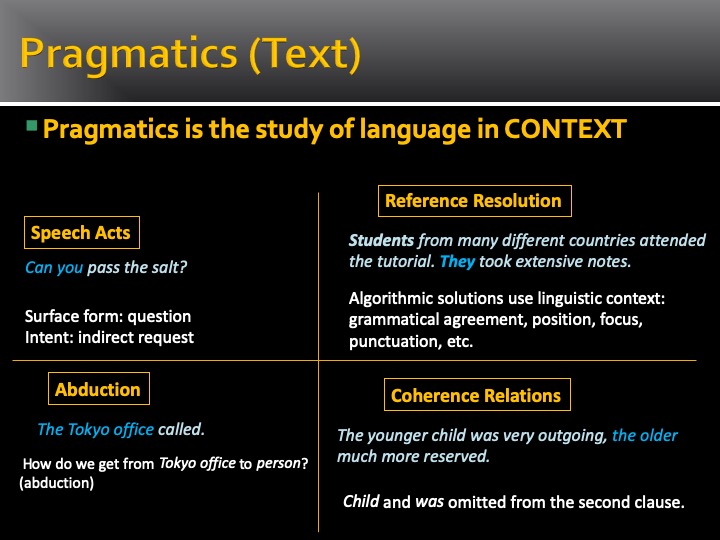 Pragmatics (Text)
Pragmatics is the study of language in CONTEXT
Speech Acts
Can you pass the salt?
Surface form: question
Intent: indirect request
Reference Resolution
Students from many different countries attended
the tutorial. They took extensive notes.
Algorithmic solutions use linguistic context:
grammatical agreement, position, focus,
punctuation, etc.
Abduction
The Tokyo office called.
How do we get from Tokyo office to person?
(abduction)
Coherence Relations
The younger child was very outgoing, the older
much more reserved.
Child and was omitted from the second clause.